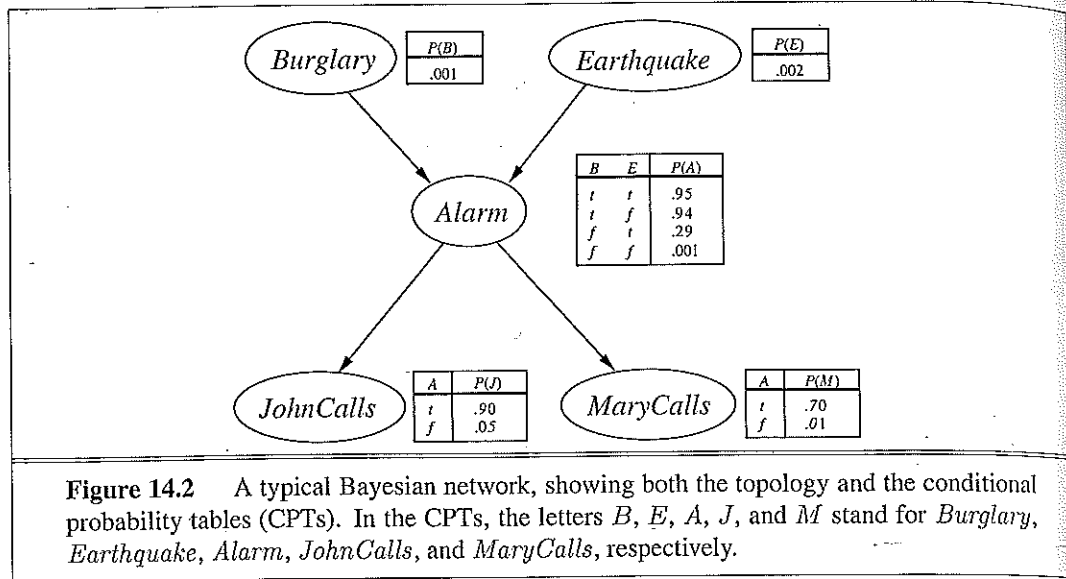 Burglary
P(B)
.001
Earthquake
P(E)
.002
Alarm
B E P(A)
t t .95
t f .94
f t .29
f f .001
JohnCalls
A P(J)
t .90
f .05
MaryCalls
A P(M)
t .70
f .01
Figure 14.2 A typical Bayesian network, showing both the topology and the conditional
probability tables (CPTs). In the CPTs, the letters B, E, A, J, and M stand for Burglary,
Earthquake, Alarm, JohnCalls, and MaryCalls, respectively.